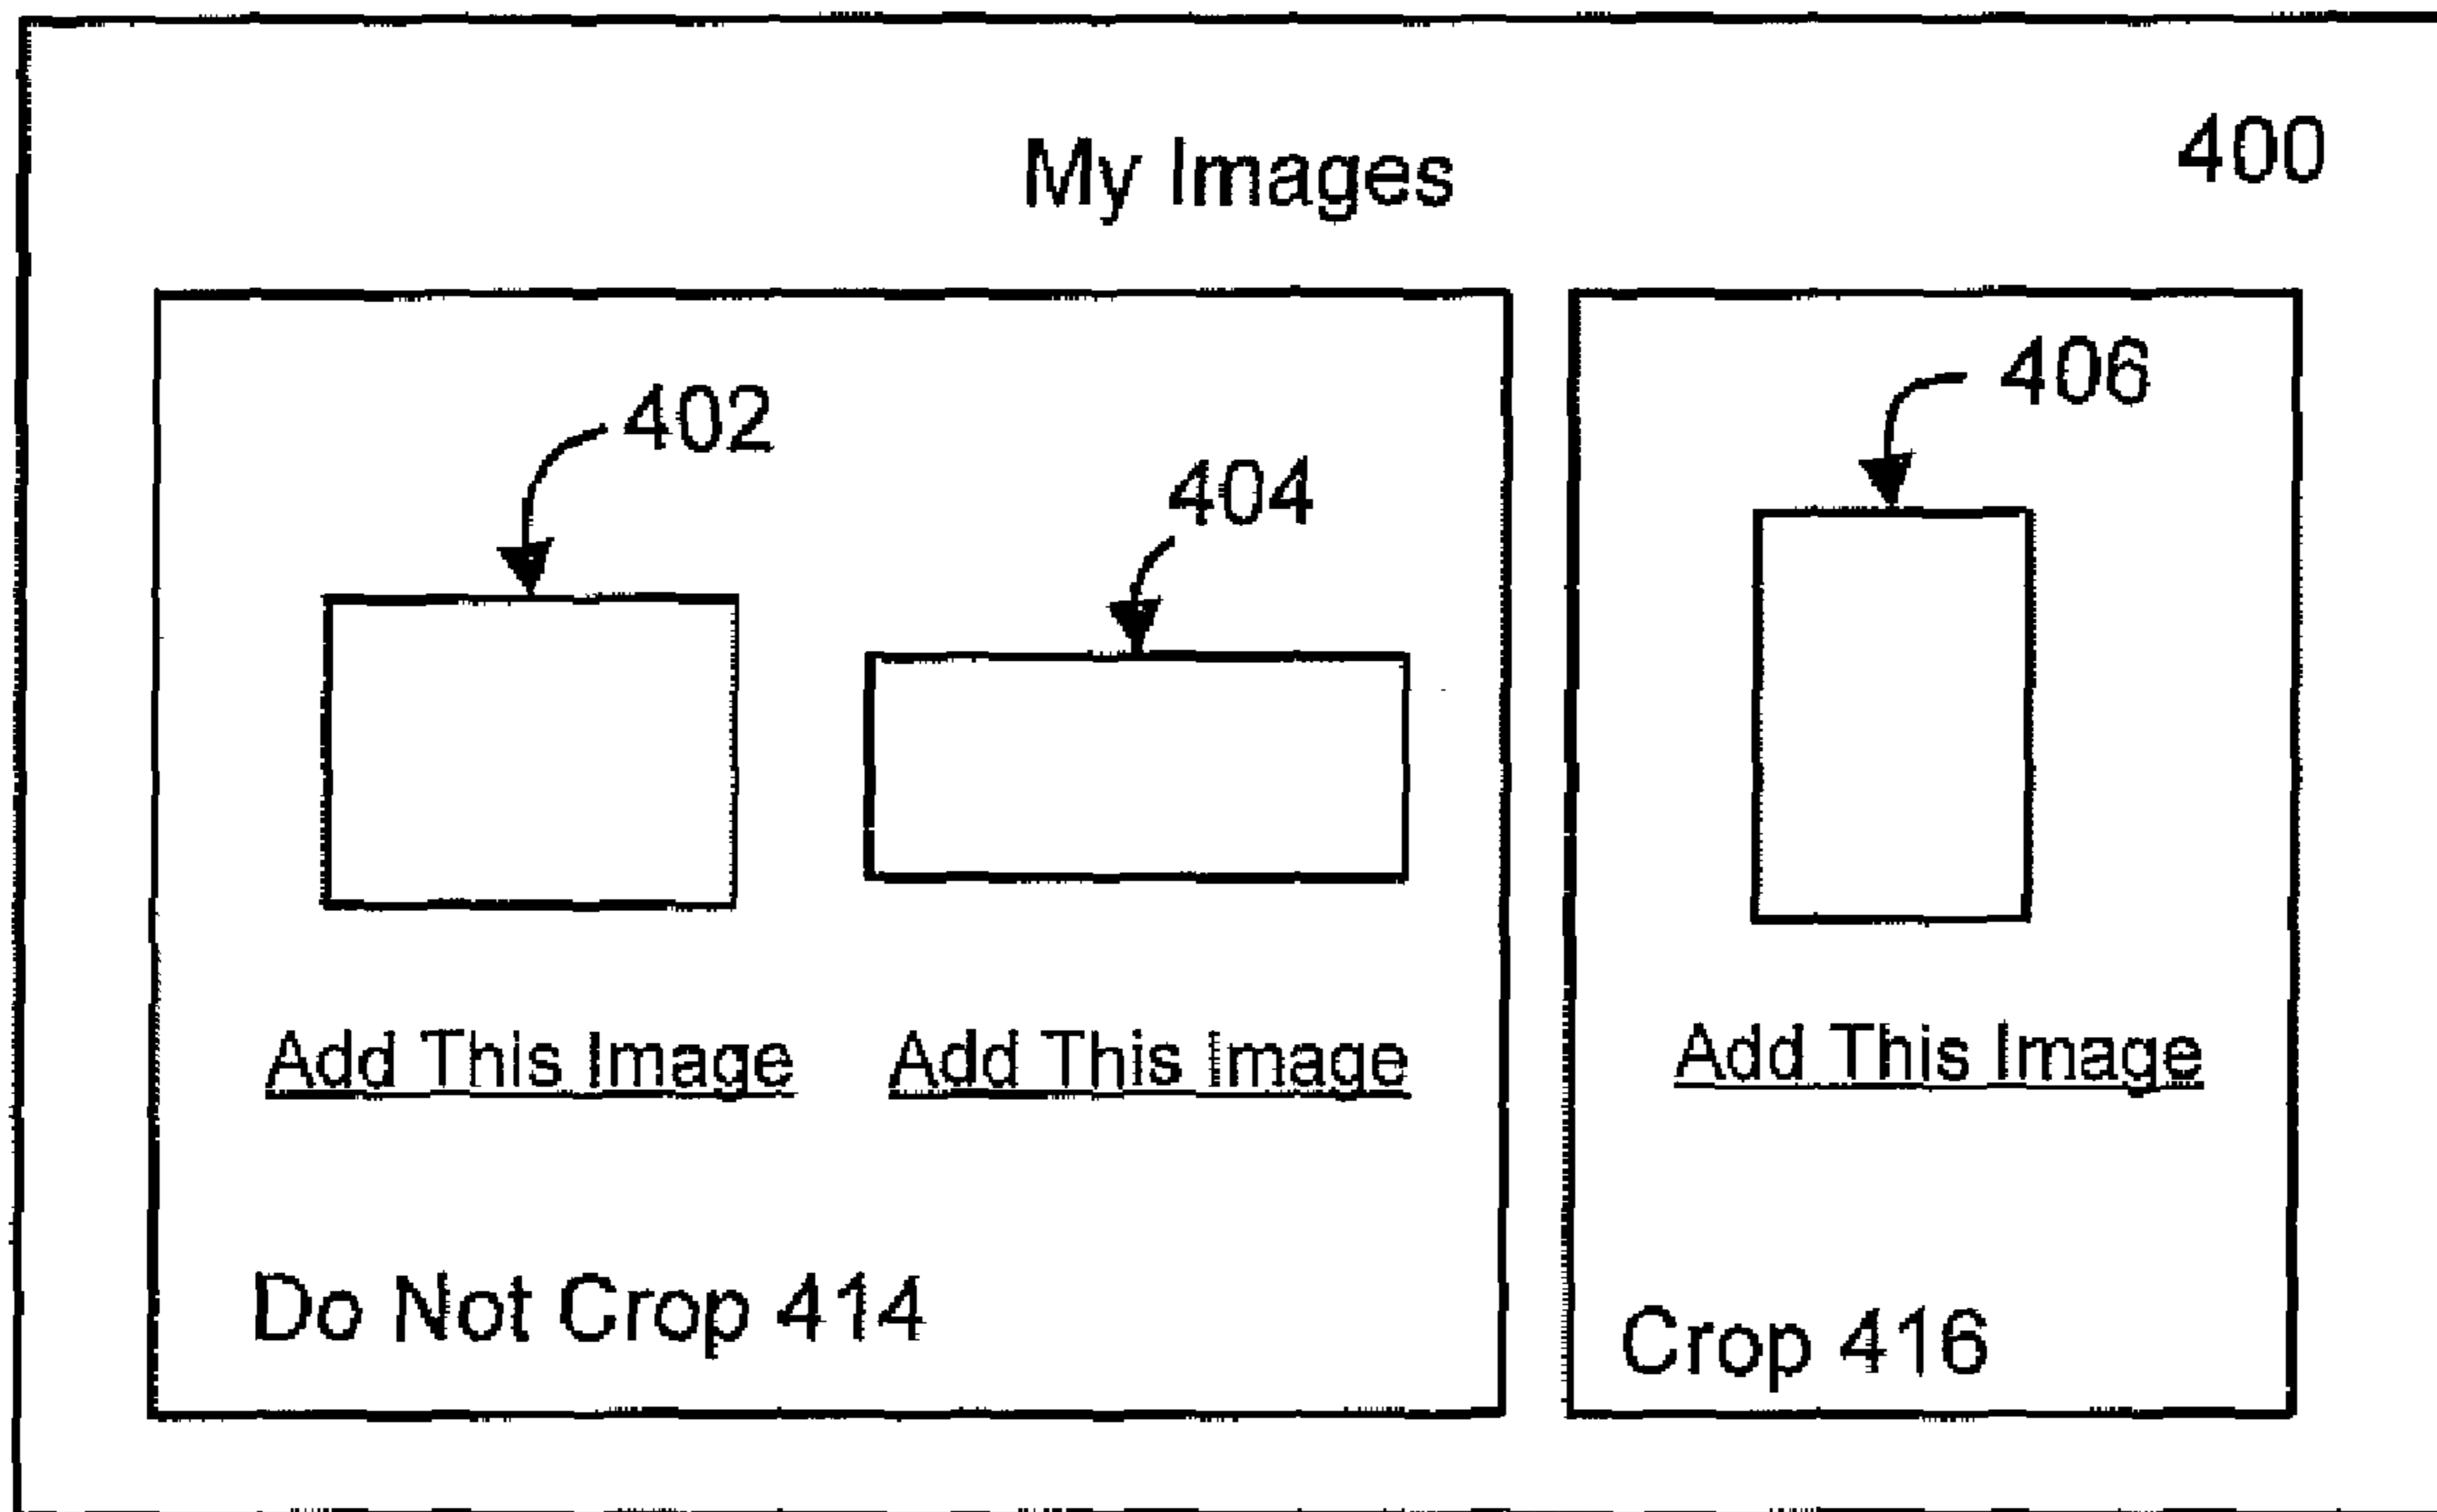 My Images
400
402
404
406
Add This Image
Add This Image
Add This Image
Do Not Crop 414
Crop 416